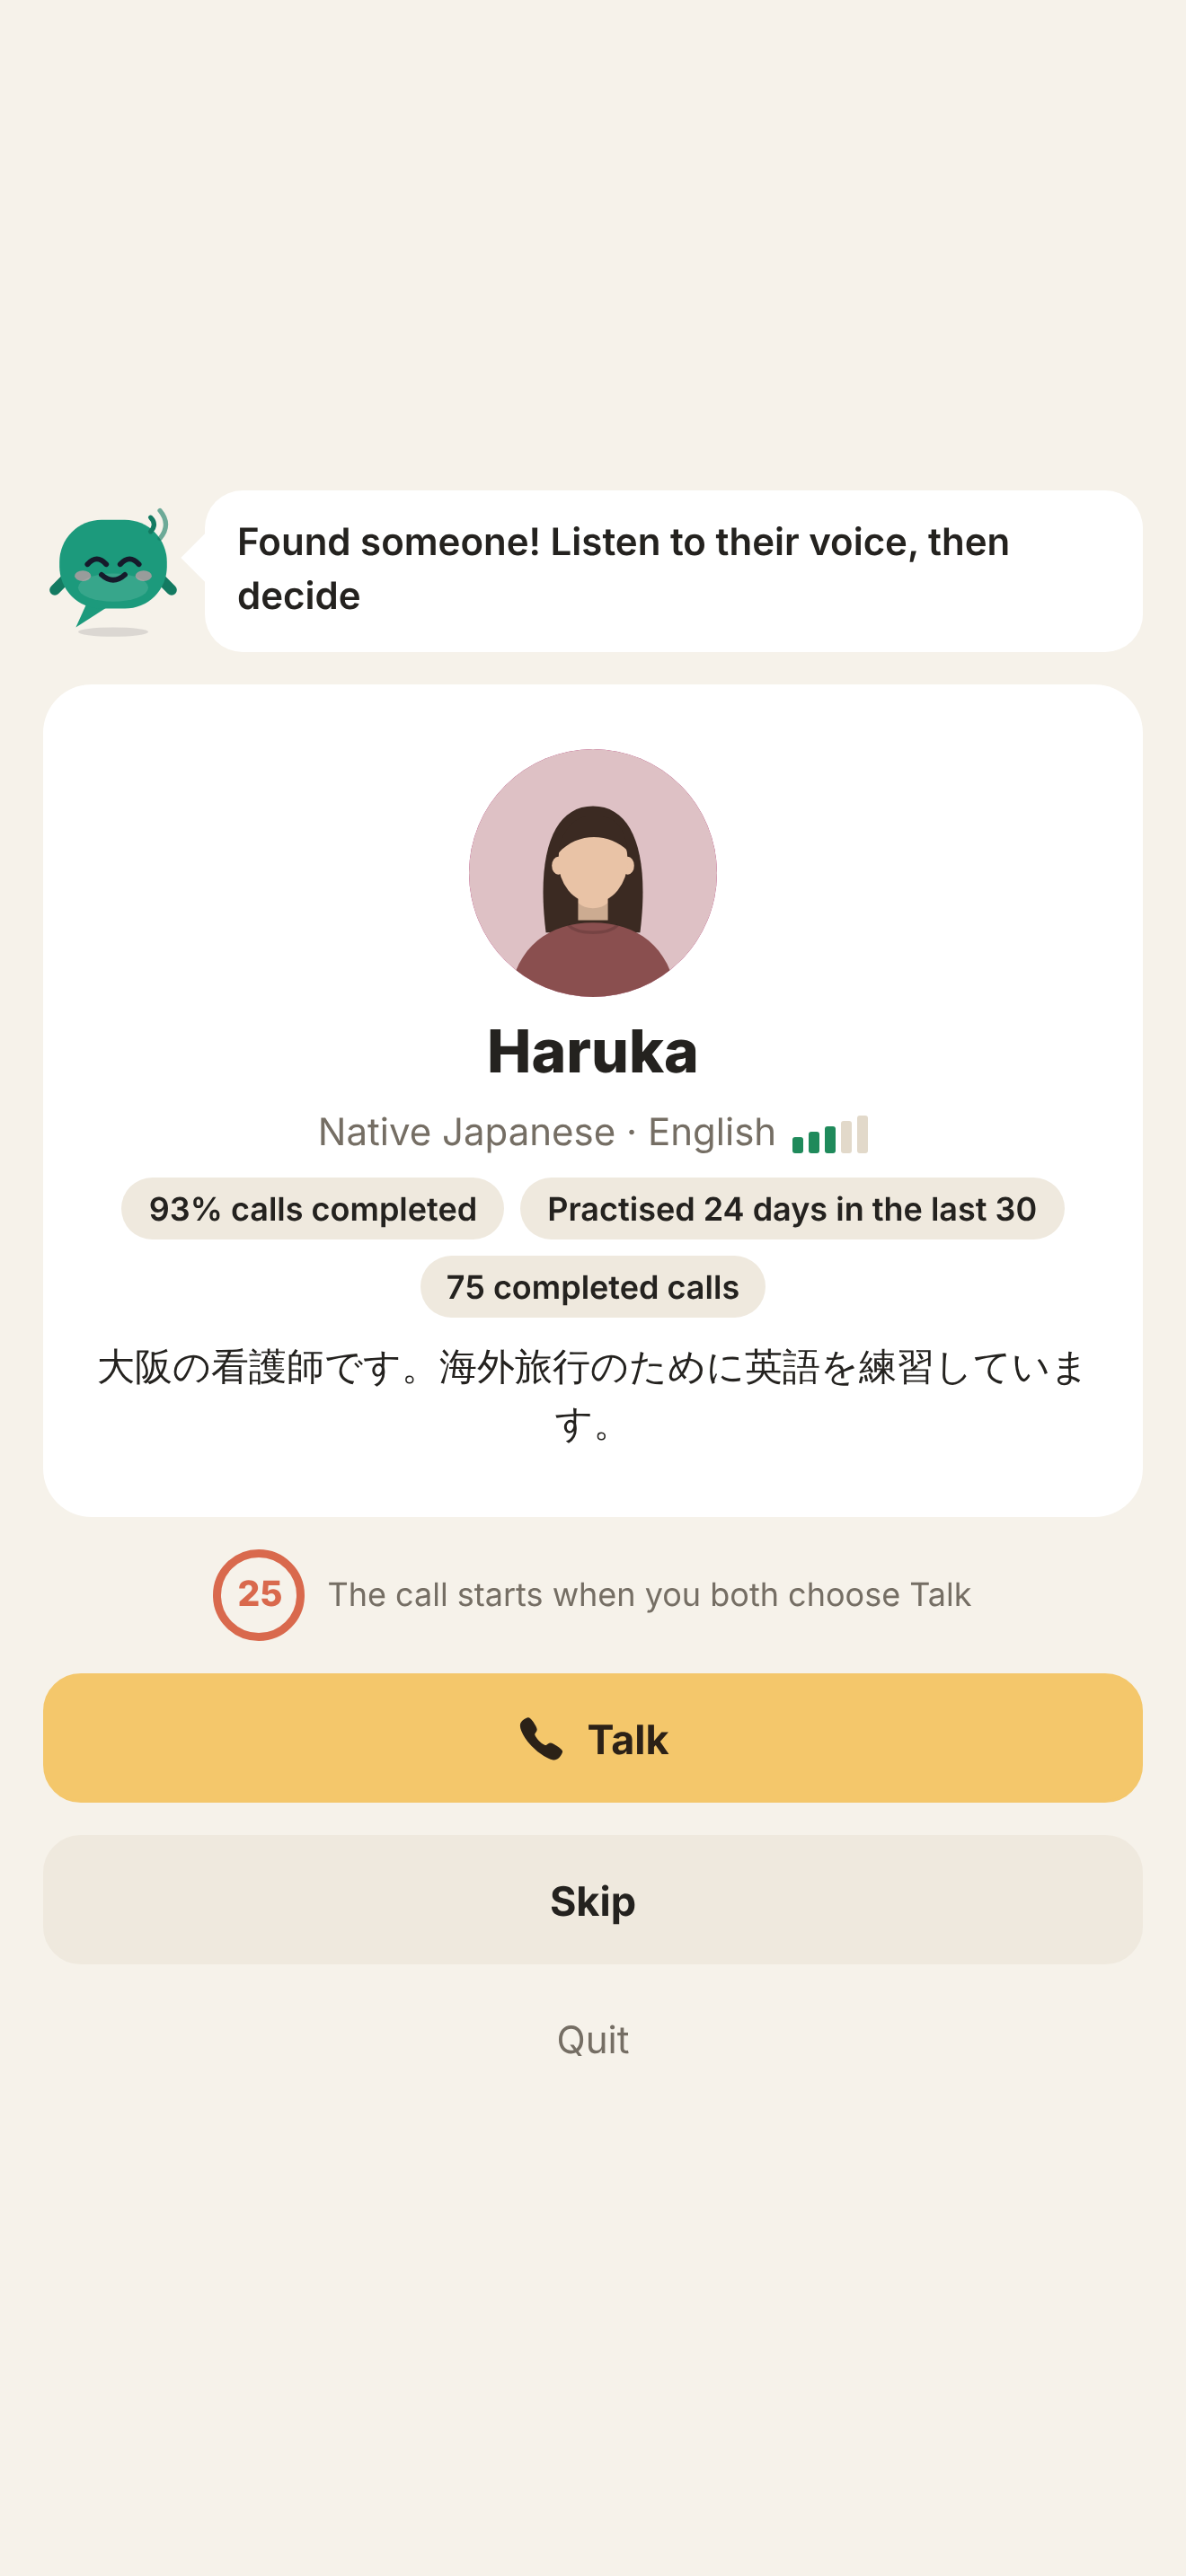 Found someone! Listen to their voice, then
decide
Haruka
Native Japanese · English
93% calls completed
Practised 24 days in the last 30
75 completed calls
大阪の看護師です。海外旅行のために英語を練習していま
す。
25
The call starts when you both choose Talk
Talk
Skip
Quit